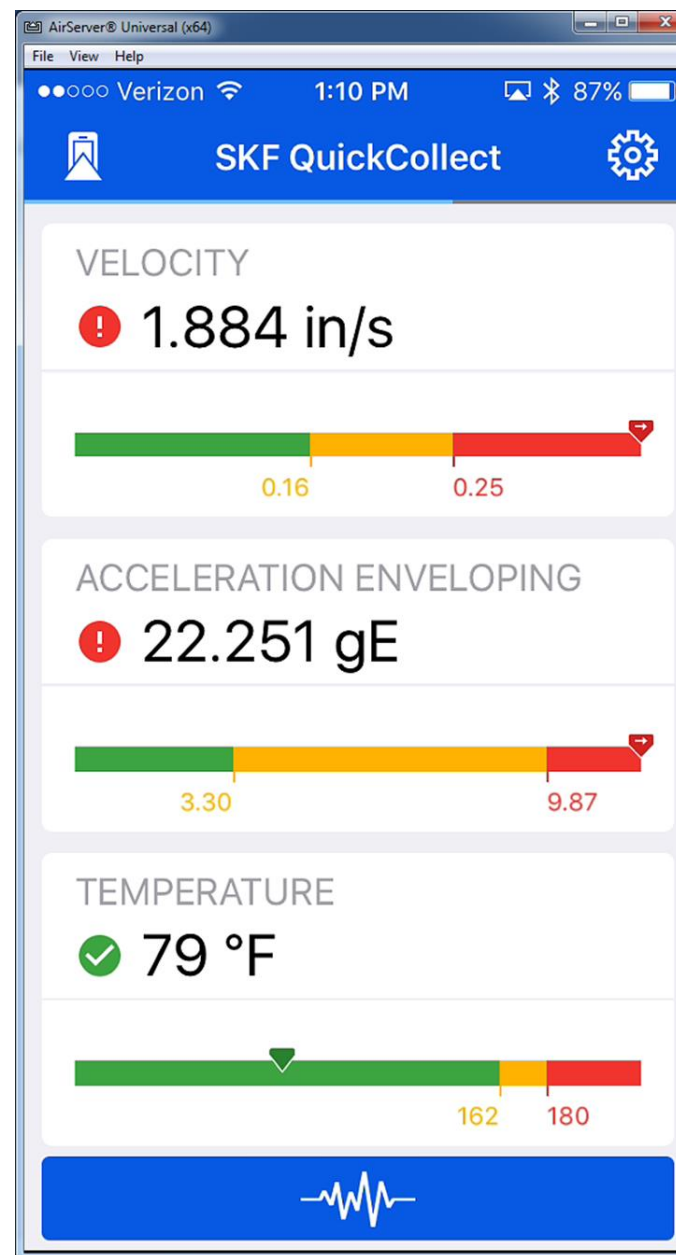 AirServer® Universal (x64)
File View Help
Verizon 1:10 PM 87%
SKF QuickCollect
VELOCITY
1.884 in/s
0.16 0.25
ACCELERATION ENVELOPING
22.251 gE
3.30 9.87
TEMPERATURE
79 °F
162 180